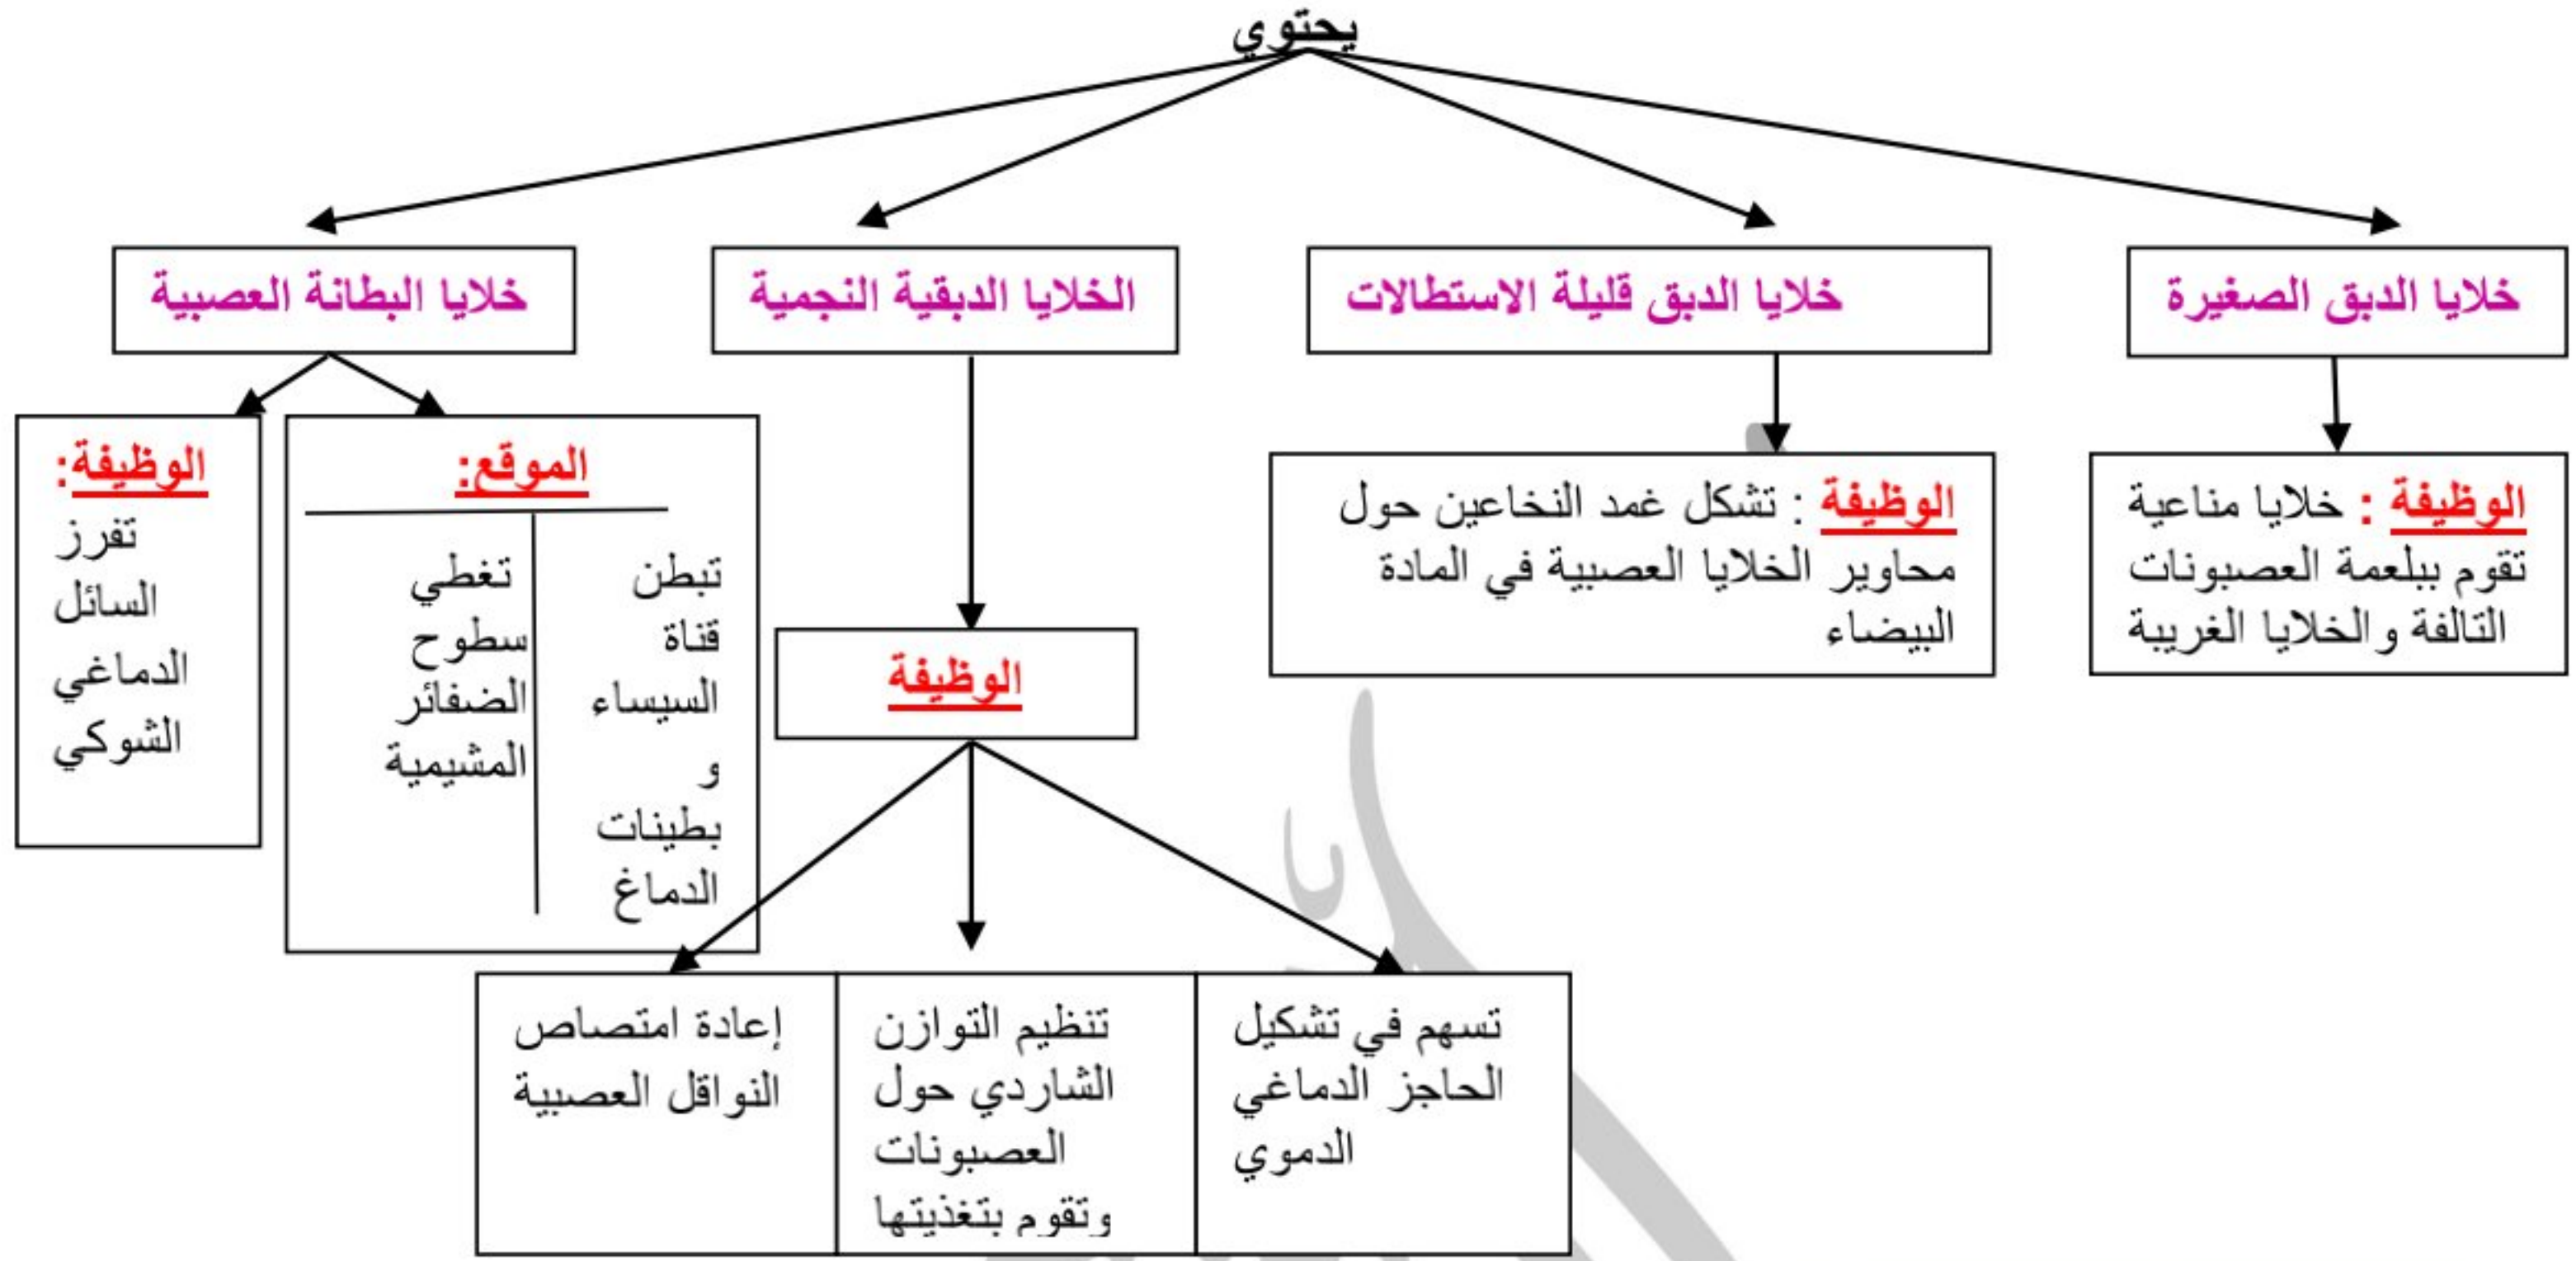 يحتوي
خلايا الدبق الصغيرة
خلايا الدبق قليلة الاستطالات
الخلايا الدبقية النجمية
خلايا البطانة العصبية
الوظيفة : خلايا مناعية
تقوم ببلعمة العصبونات
التالفة والخلايا الغريبة
الوظيفة : تشكل غمد النخاعين حول
محاوير الخلايا العصبية في المادة
البيضاء
الوظيفة
تسهم في تشكيل
الحاجز الدماغي
الدموي
تنظيم التوازن
الشاردي حول
العصبونات
وتقوم بتغذيتها
إعادة امتصاص
النواقل العصبية
الموقع:
تبطن
قناة
السيساء
و
بطينات
الدماغ
تغطي
سطوح
الضفائر
المشيمية
الوظيفة:
تفرز
السائل
الدماغي
الشوكي